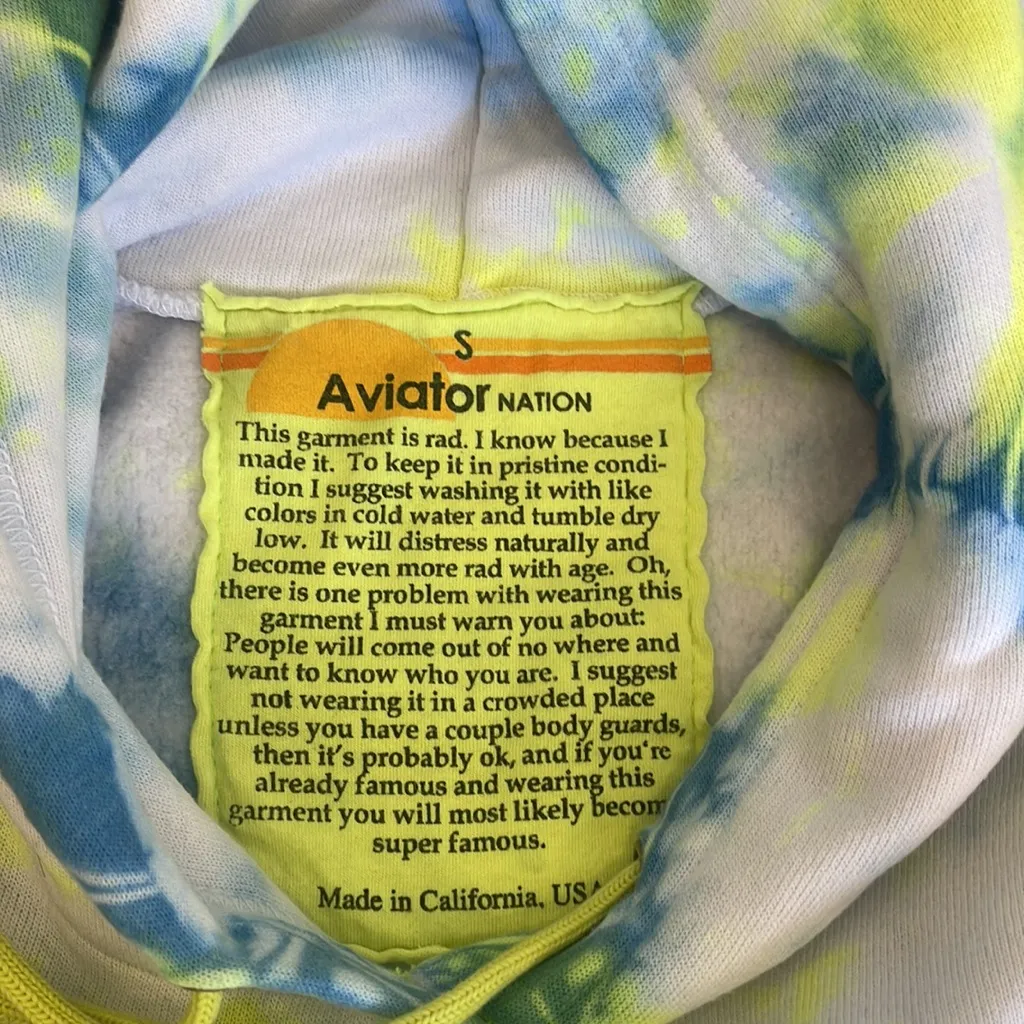 S
Aviator NATION
This garment is rad. I know because I
made it. To keep it in pristine condi-
tion I suggest washing it with like
colors in cold water and tumble dry
low. It will distress naturally and
become even more rad with age. Oh,
there is one problem with wearing this
garment I must warn you about:
People will come out of no where and
want to know who you are. I suggest
not wearing it in a crowded place
unless you have a couple body guards,
then it's probably ok, and if you're
already famous and wearing this
garment you will most likely becom
super famous.
Made in California, USA